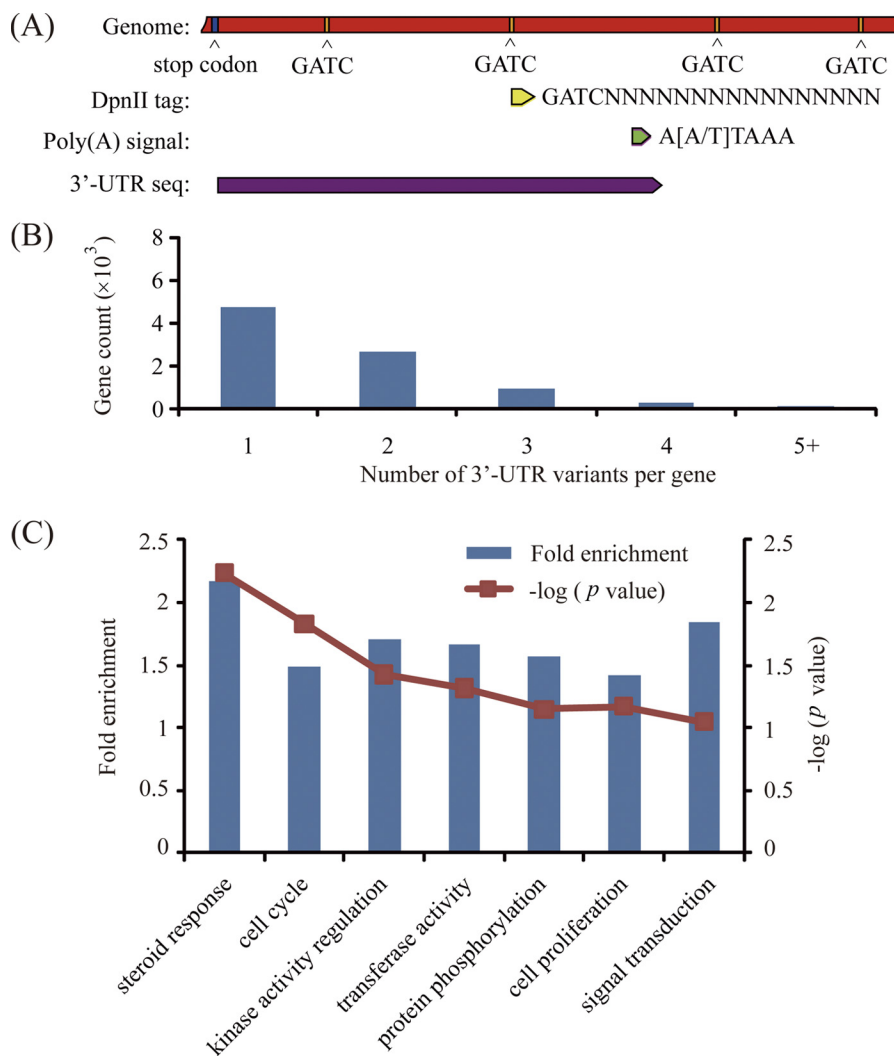 (A)
Genome:
stop codon GATC GATC GATC GATC
DpnII tag: GATCNNNNNNNNNNNNNNNN
Poly(A) signal: A[A/T]TAAA
3'-UTR seq:
(B)
Gene count (×10³)
8
6
4
2
0
1 2 3 4 5+
Number of 3'-UTR variants per gene
(C)
Fold enrichment
-log ( p value)
2.5
2
1.5
1
0.5
0
Fold enrichment
2.5
2
1.5
1
0.5
0
-log ( p value)
steroid response
cell cycle
kinase activity regulation
transferase activity
protein phosphorylation
cell proliferation
signal transduction